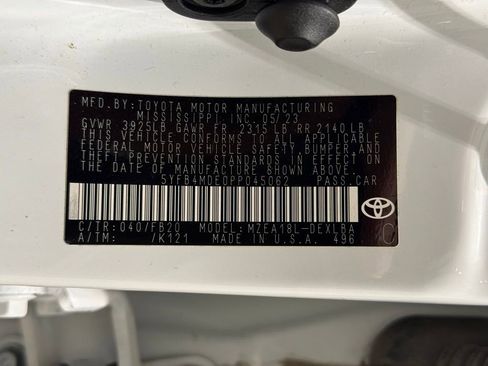 MFD.BY:TOYOTA MOTOR MANUFACTURING
MISSISSIPPI, INC. 05/23
GVWR 3925LB GAWR FR 2315LB RR 2140LB
THIS VEHICLE CONFORMS TO ALL APPLICABLE
FEDERAL MOTOR VEHICLE SAFETY, BUMPER, AND
THEFT PREVENTION STANDARDS IN EFFECT ON
THE DATE OF MANUFACTURE SHOWN ABOVE.
5YFB4MDE0PP045062 PASS.CAR
C/TR:040/FB20 MODEL:MZEA18L-DEXLBA
A/TM: /K121 MADE IN U.S.A. 496